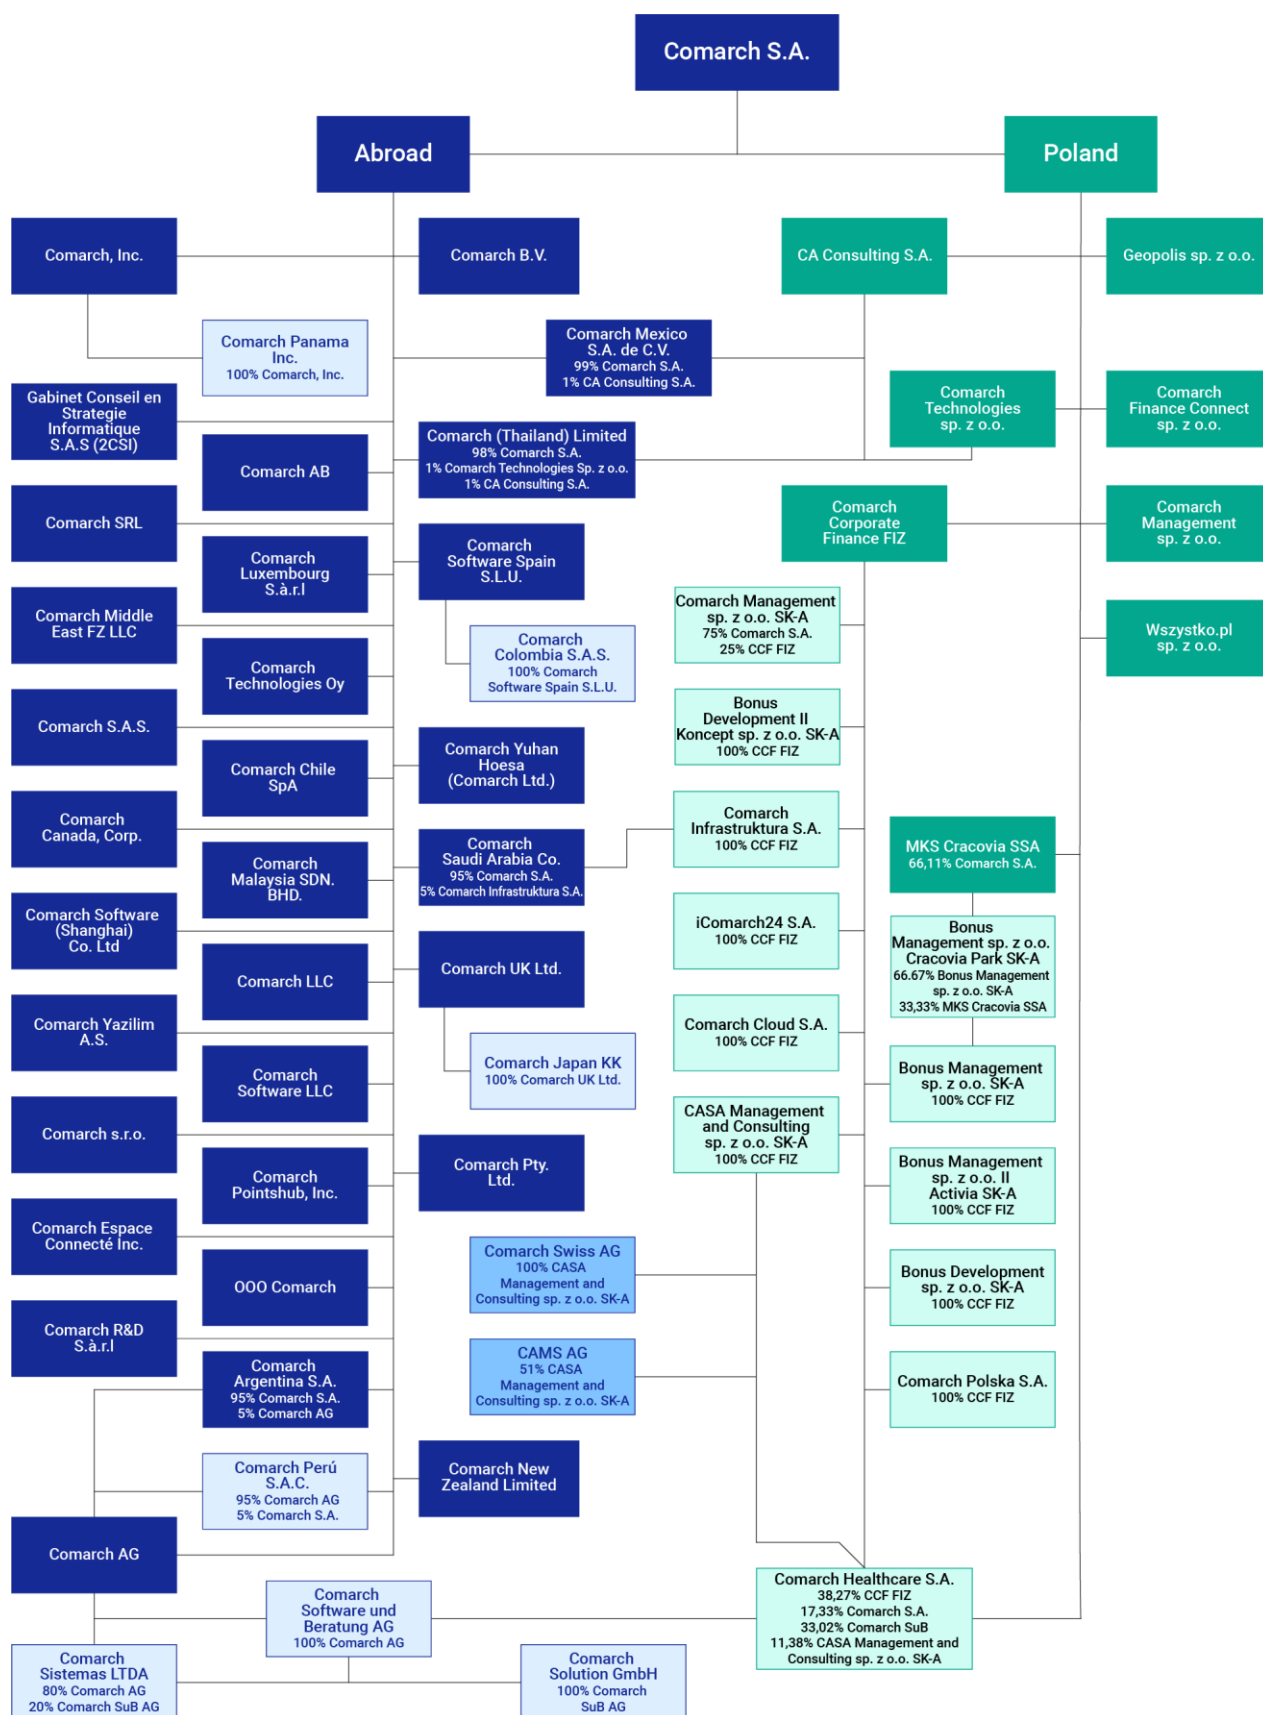 Comarch S.A.
Abroad
Poland
Comarch, Inc.
Comarch B.V.
CA Consulting S.A.
Geopolis sp. z o.o.
Comarch Panama
Inc.
100% Comarch, Inc.
Comarch Mexico
S.A. de C.V.
99% Comarch S.A.
1% CA Consulting S.A.
Gabinet Conseil en
Strategie
Informatique
S.A.S (2CSI)
Comarch
Technologies
sp. z o.o.
Comarch
Finance Connect
sp. z o.o.
Comarch AB
Comarch (Thailand) Limited
98% Comarch S.A.
1% Comarch Technologies Sp. z o.o.
1% CA Consulting S.A.
Comarch SRL
Comarch
Corporate
Finance FIZ
Comarch
Management
sp. z o.o.
Comarch
Luxembourg
S.à.r.l
Comarch
Software Spain
S.L.U.
Comarch Middle
East FZ LLC
Comarch Management
sp. z o.o. SK-A
75% Comarch S.A.
25% CCF FIZ
Wszystko.pl
sp. z o.o.
Comarch
Technologies Oy
Comarch
Colombia S.A.S.
100% Comarch
Software Spain S.L.U.
Comarch S.A.S.
Bonus
Development II
Koncept sp. z o.o. SK-A
100% CCF FIZ
Comarch Chile
SpA
Comarch Yuhan
Hoesa
(Comarch Ltd.)
Comarch
Canada, Corp.
Comarch
Infrastruktura S.A.
100% CCF FIZ
MKS Cracovia SSA
66,11% Comarch S.A.
Comarch
Malaysia SDN.
BHD.
Comarch
Saudi Arabia Co.
95% Comarch S.A.
5% Comarch Infrastruktura S.A.
Comarch Software
(Shanghai)
Co. Ltd
iComarch24 S.A.
100% CCF FIZ
Bonus
Management sp. z o.o.
Cracovia Park SK-A
66.67% Bonus Management
sp. z o.o. SK-A
33,33% MKS Cracovia SSA
Comarch LLC
Comarch UK Ltd.
Comarch Yazilim
A.S.
Comarch Cloud S.A.
100% CCF FIZ
Comarch
Software LLC
Comarch Japan KK
100% Comarch UK Ltd.
Bonus Management
sp. z o.o. SK-A
100% CCF FIZ
Comarch s.r.o.
CASA Management
and Consulting
sp. z o.o. SK-A
100% CCF FIZ
Comarch
Pointshub, Inc.
Comarch Pty.
Ltd.
Bonus Management
sp. z o.o. II
Activia SK-A
100% CCF FIZ
Comarch Espace
Connecté Inc.
Comarch Swiss AG
100% CASA
Management and
Consulting sp. z o.o. SK-A
OOO Comarch
Bonus Development
sp. z o.o. SK-A
100% CCF FIZ
Comarch R&D
S.à.r.l
CAMS AG
51% CASA
Management and
Consulting sp. z o.o. SK-A
Comarch
Argentina S.A.
95% Comarch S.A.
5% Comarch AG
Comarch Polska S.A.
100% CCF FIZ
Comarch Perú
S.A.C.
95% Comarch AG
5% Comarch S.A.
Comarch New
Zealand Limited
Comarch AG
Comarch
Software und
Beratung AG
100% Comarch AG
Comarch Healthcare S.A.
38,27% CCF FIZ
17,33% Comarch S.A.
33,02% Comarch SuB
11,38% CASA Management and
Consulting sp. z o.o. SK-A
Comarch
Sistemas LTDA
80% Comarch AG
20% Comarch SuB AG
Comarch
Solution GmbH
100% Comarch
SuB AG